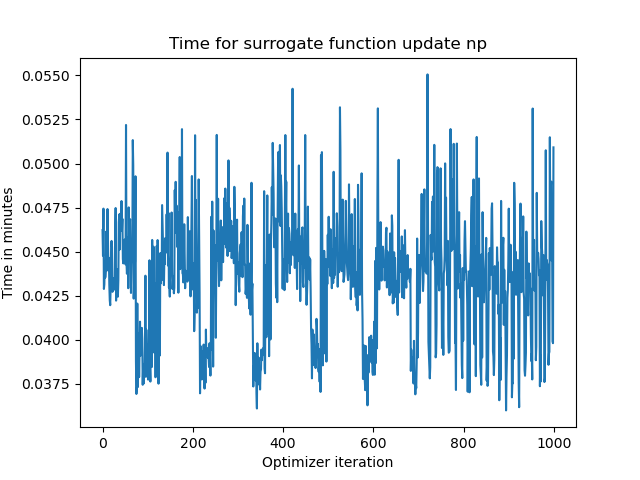 Time for surrogate function update np
0.0550
0.0525
0.0500
0.0475
0.0450
0.0425
0.0400
0.0375
Time in minutes
0 200 400 600 800 1000
Optimizer iteration